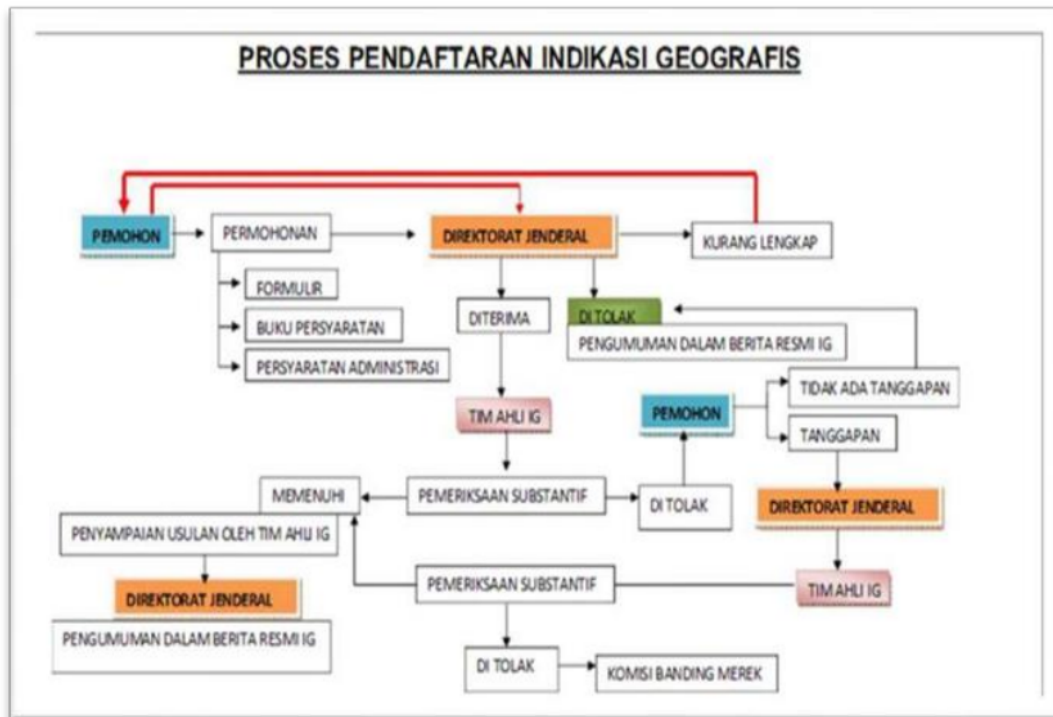 PROSES PENDAFTARAN INDIKASI GEOGRAFIS
PEMOHON
PERMOHONAN
DIREKTORAT JENDERAL
KURANG LENGKAP
FORMULIR
BUKU PERSYARATAN
PERSYARATAN ADMINISTRASI
DITERIMA
DI TOLAK
PENGUMUMAN DALAM BERITA RESMI IG
TIDAK ADA TANGGAPAN
TIM AHLI IG
PEMOHON
TANGGAPAN
MEMENUHI
PEMERIKSAAN SUBSTANTIF
DI TOLAK
DIREKTORAT JENDERAL
PENYAMPAIAN USULAN OLEH TIM AHLI IG
DIREKTORAT JENDERAL
PEMERIKSAAN SUBSTANTIF
TIM AHLI IG
PENGUMUMAN DALAM BERITA RESMI IG
DI TOLAK
KOMISI BANDING MEREK